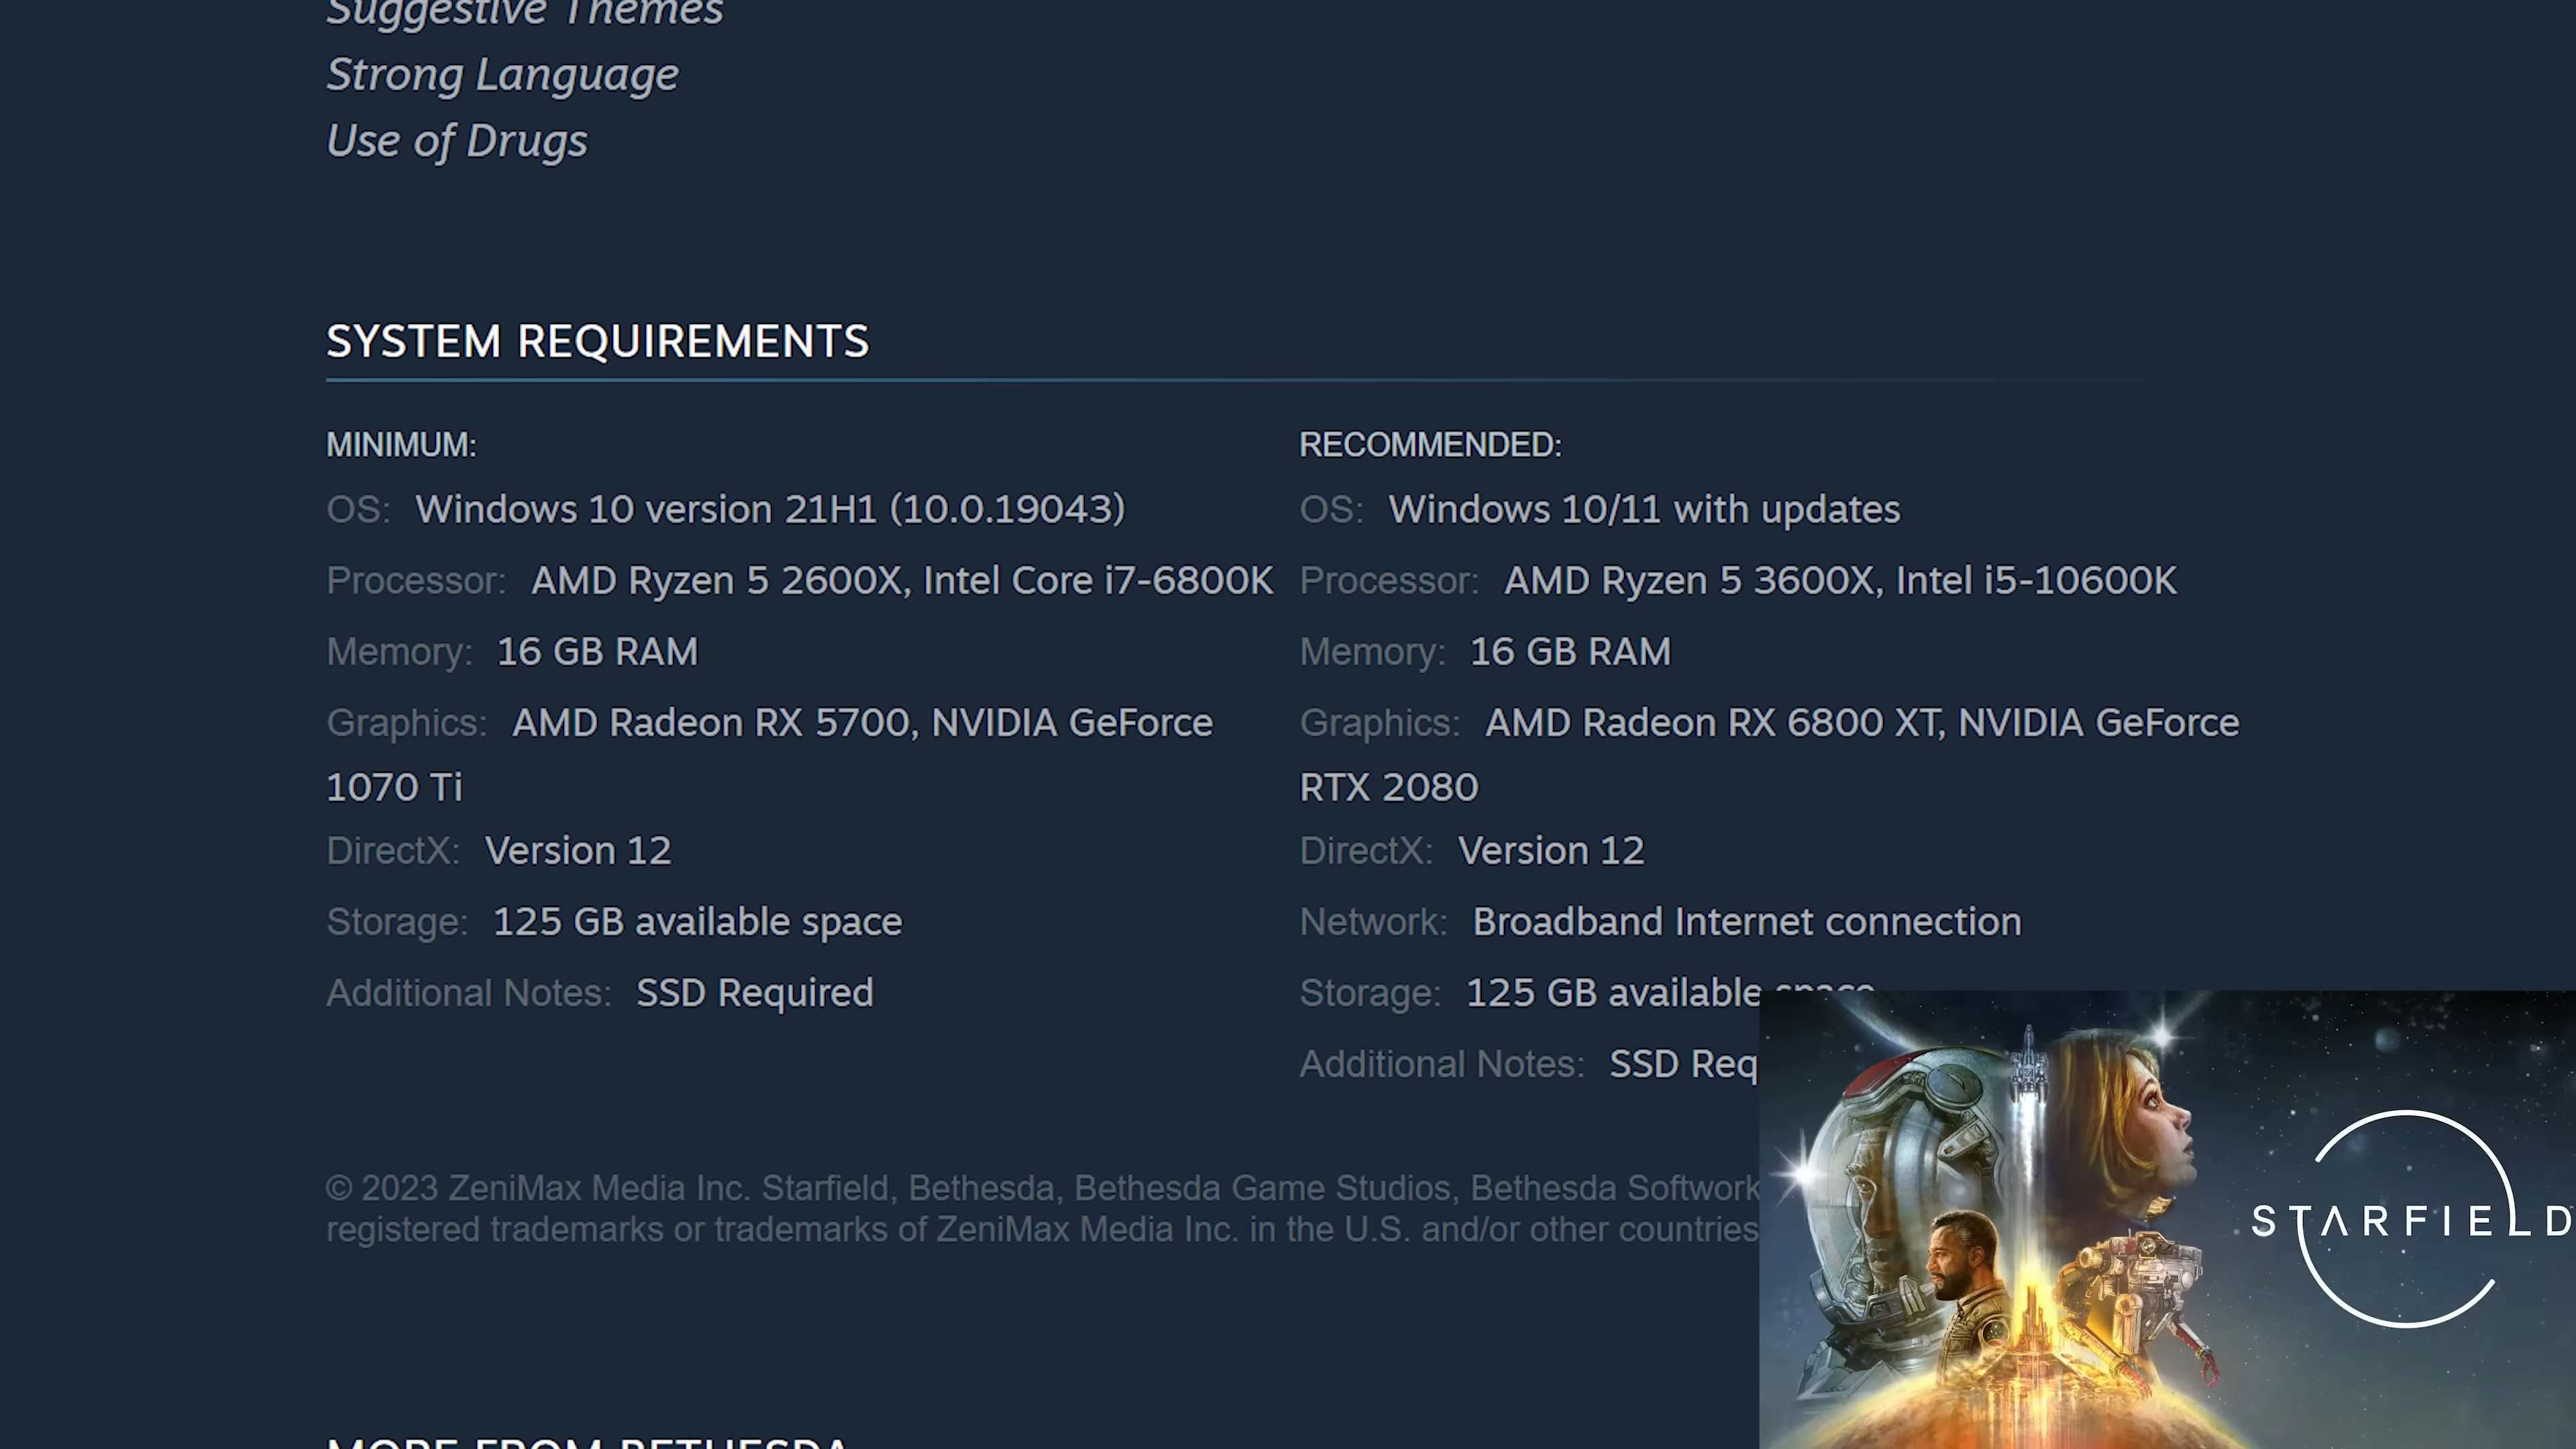 Suggestive Themes
Strong Language
Use of Drugs
SYSTEM REQUIREMENTS
MINIMUM:
OS: Windows 10 version 21H1 (10.0.19043)
Processor: AMD Ryzen 5 2600X, Intel Core i7-6800K
Memory: 16 GB RAM
Graphics: AMD Radeon RX 5700, NVIDIA GeForce
1070 Ti
DirectX: Version 12
Storage: 125 GB available space
Additional Notes: SSD Required
RECOMMENDED:
OS: Windows 10/11 with updates
Processor: AMD Ryzen 5 3600X, Intel i5-10600K
Memory: 16 GB RAM
Graphics: AMD Radeon RX 6800 XT, NVIDIA GeForce
RTX 2080
DirectX: Version 12
Network: Broadband Internet connection
Storage: 125 GB available space
Additional Notes: SSD Req
© 2023 ZeniMax Media Inc. Starfield, Bethesda, Bethesda Game Studios, Bethesda Softwork
registered trademarks or trademarks of ZeniMax Media Inc. in the U.S. and/or other countries
STARFIELD
MORE FROM BETHESDA